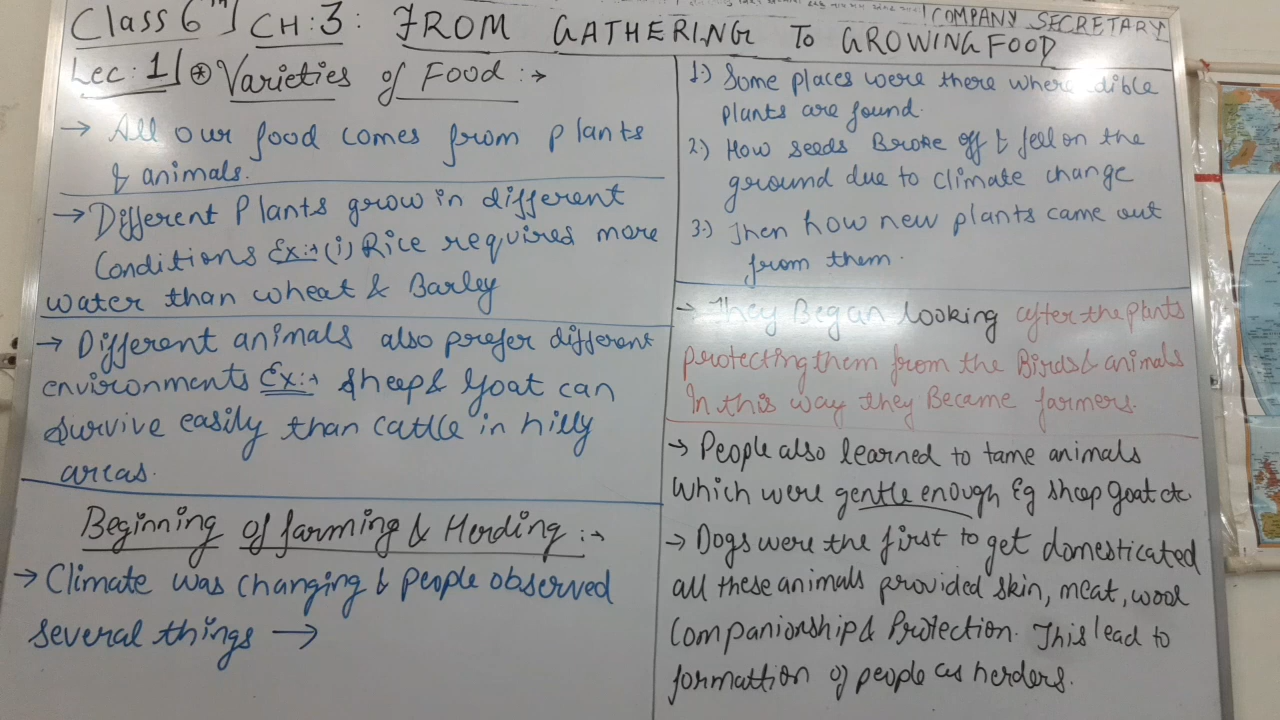 Class 6th CH:3: FROM GATHERING TO GROWING FOOD
COMPANY SECRETARY
Lec:1 ⊛ Varieties of Food :→
→ All our food comes from plants
& animals.
→ Different Plants grow in different
Conditions Ex:→ (i) Rice requires more
water than wheat & Barley
→ Different animals also prefer different
environments Ex:→ Sheep & Goat can
survive easily than cattle in hilly
areas.
Beginning of farming & Herding :→
→ Climate was changing & people observed
several things →
1.) Some places were there where dible
plants are found.
2.) How seeds Broke off & fell on the
ground due to climate change
3.) Then how new plants came out
from them.
→ They Began looking after the plants
protecting them from the Birds & animals
In this way they Became farmers.
→ People also learned to tame animals
which were gentle enough Eg Sheep Goat etc
→ Dogs were the first to get domesticated
all these animals provided skin, meat, wool
Companionship & Protection. This lead to
formattion of people as herders.